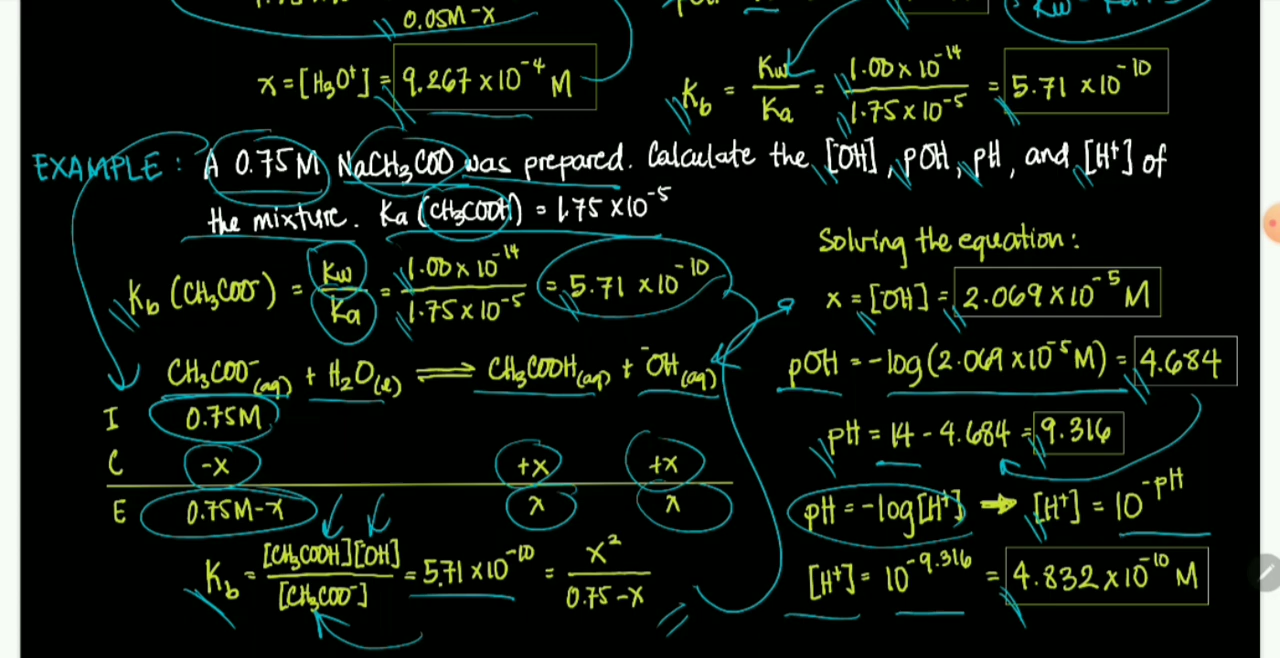 0.05M-x
x = [H₃O⁺] = 9.267 x 10⁻⁴ M
Kb = Kw/Ka = 1.00 x 10⁻¹⁴ / 1.75 x 10⁻⁵ = 5.71 x 10⁻¹⁰
EXAMPLE : A 0.75M NaCH₃COO was prepared. Calculate the [⁻OH], pOH, pH, and [H⁺] of
the mixture. Ka (CH₃COOH) = 1.75 x10⁻⁵
Kb (CH₃COO⁻) = Kw/Ka = 1.00 x 10⁻¹⁴ / 1.75 x 10⁻⁵ = 5.71 x 10⁻¹⁰
CH₃COO⁻(aq) + H₂O(l) ⇌ CH₃COOH(aq) + ⁻OH(aq)
I 0.75M
C -x +x +x
E 0.75M-x x x
Kb = [CH₃COOH][⁻OH] / [CH₃COO⁻] = 5.71 x 10⁻¹⁰ = x² / 0.75-x
Solving the equation :
x = [⁻OH] = 2.069 x 10⁻⁵ M
pOH = -log(2.069 x10⁻⁵ M) = 4.684
pH = 14 - 4.684 = 9.316
pH = -log[H⁺] → [H⁺] = 10^-pH
[H⁺] = 10^-9.316 = 4.832 x 10⁻¹⁰ M